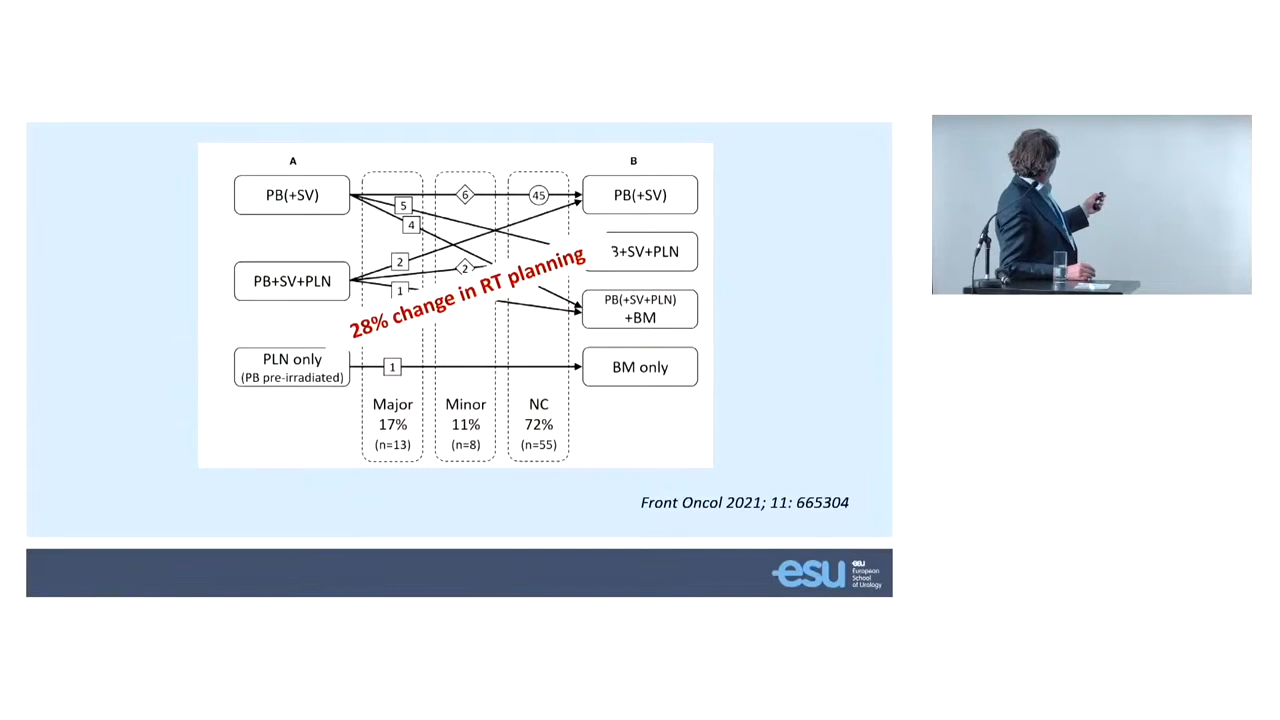 A
B
PB(+SV)
6
45
PB(+SV)
5
4
2
3+SV+PLN
PB+SV+PLN
2
1
28% change in RT planning
PB(+SV+PLN)
+BM
PLN only
(PB pre-irradiated)
1
BM only
Major
17%
(n=13)
Minor
11%
(n=8)
NC
72%
(n=55)
Front Oncol 2021; 11: 665304
esu
eau
European
School
of Urology